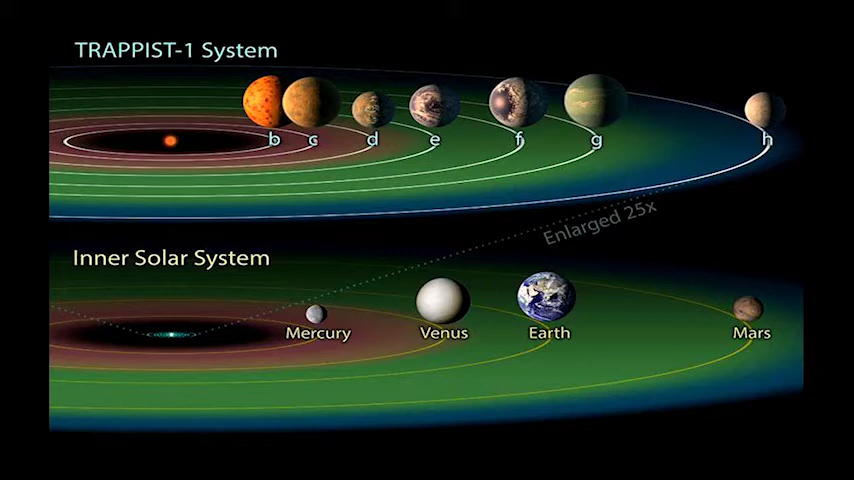 TRAPPIST-1 System
b c d e f g h
Enlarged 25x
Inner Solar System
Mercury Venus Earth Mars